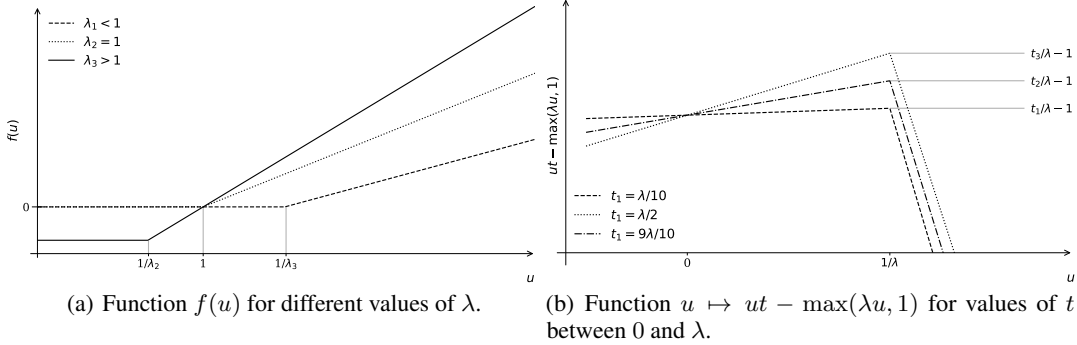 λ₁ < 1
λ₂ = 1
λ₃ > 1
f(u)
0
1/λ₂
1
1/λ₃
u
(a) Function f(u) for different values of λ.
ut − max(λu, 1)
t₃/λ − 1
t₂/λ − 1
t₁/λ − 1
t₁ = λ/10
t₁ = λ/2
t₁ = 9λ/10
0
1/λ
u
(b) Function u ↦ ut − max(λu, 1) for values of t
between 0 and λ.